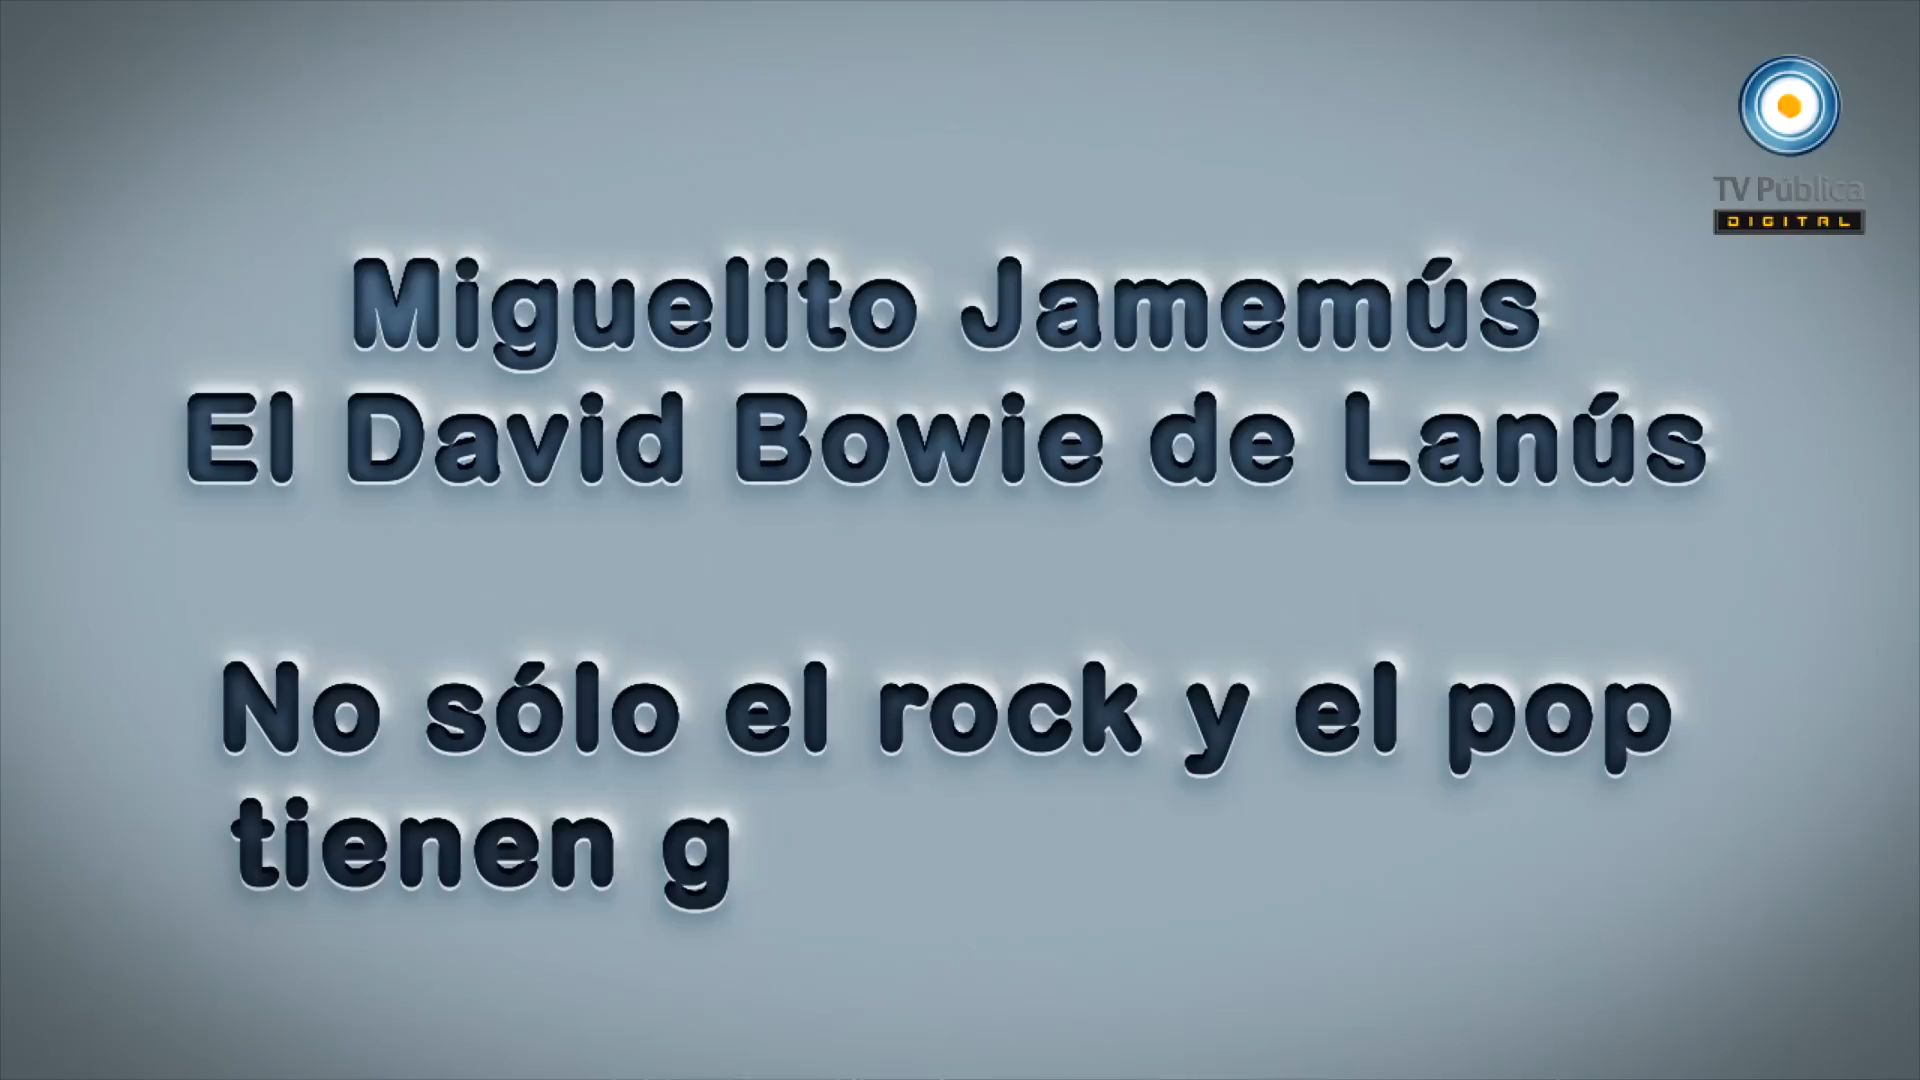 TV Pública
DIGITAL
Miguelito Jamemús
El David Bowie de Lanús
No sólo el rock y el pop
tienen g